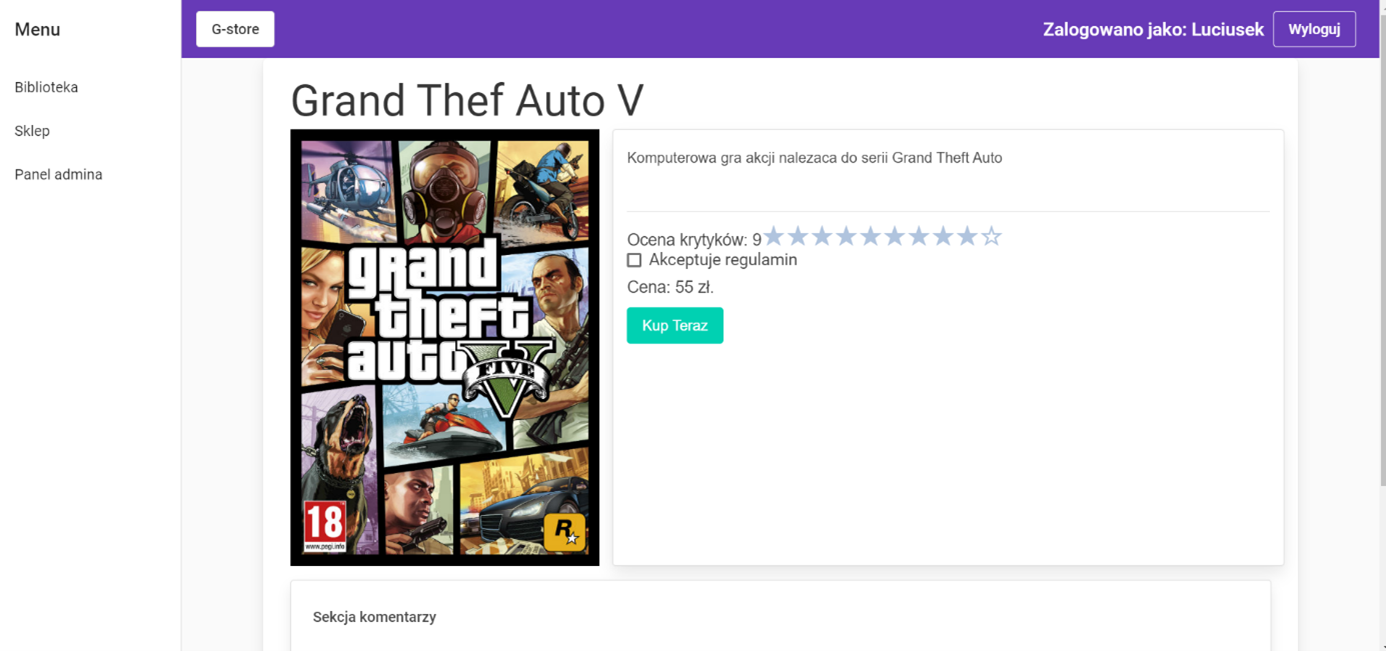 Menu
G-store
Zalogowano jako: Luciusek
Wyloguj
Biblioteka
Sklep
Panel admina
Grand Thef Auto V
grand
theft
auto
V
FIVE
18
www.pegi.info
R
Komputerowa gra akcji nalezaca do serii Grand Theft Auto
Ocena krytyków: 9
Akceptuje regulamin
Cena: 55 zł.
Kup Teraz
Sekcja komentarzy